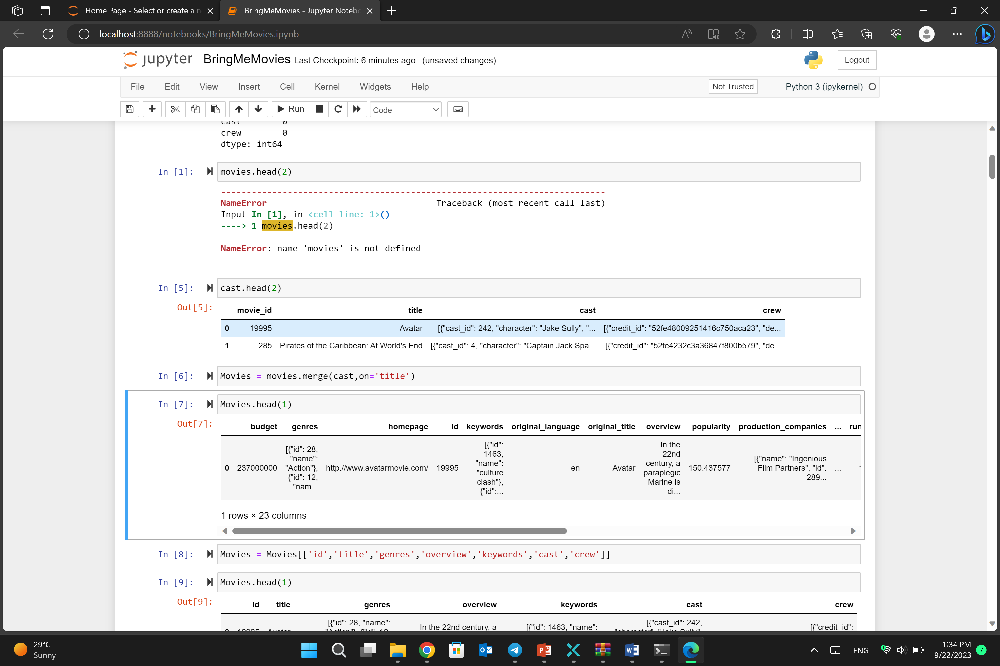 Home Page - Select or create a n
BringMeMovies - Jupyter Notebo
localhost:8888/notebooks/BringMeMovies.ipynb
jupyter BringMeMovies Last Checkpoint: 6 minutes ago (unsaved changes)
Logout
File Edit View Insert Cell Kernel Widgets Help
Not Trusted
Python 3 (ipykernel)
Run
Code
cast 0
crew 0
dtype: int64
In [1]: movies.head(2)
---------------------------------------------------------------------------
NameError Traceback (most recent call last)
Input In [1], in <cell line: 1>()
----> 1 movies.head(2)
NameError: name 'movies' is not defined
In [5]: cast.head(2)
Out[5]:
movie_id title cast crew
0 19995 Avatar [{"cast_id": 242, "character": "Jake Sully", "... [{"credit_id": "52fe48009251416c750aca23", "de...
1 285 Pirates of the Caribbean: At World's End [{"cast_id": 4, "character": "Captain Jack Spa... [{"credit_id": "52fe4232c3a36847f800b579", "de...
In [6]: Movies = movies.merge(cast,on='title')
In [7]: Movies.head(1)
Out[7]:
budget genres homepage id keywords original_language original_title overview popularity production_companies ... run
0 237000000
[{"id": 28,
"name":
"Action"},
{"id": 12,
"nam...
http://www.avatarmovie.com/ 19995
[{"id":
1463,
"name":
"culture
clash"},
{"id":...
en Avatar
In the
22nd
century, a
paraplegic
Marine is
di...
150.437577
[{"name": "Ingenious
Film Partners", "id":
289...
...
1 rows × 23 columns
In [8]: Movies = Movies[['id','title','genres','overview','keywords','cast','crew']]
In [9]: Movies.head(1)
Out[9]:
id title genres overview keywords cast crew
0 19995 Avatar
[{"id": 28, "name":
"Action"}, {"id": 12,
In the 22nd century, a
[{"id": 1463, "name":
[{"cast_id": 242,
"character": "Jake Sully",
[{"credit_id":
29°C
Sunny
ENG
1:34 PM
9/22/2023
7